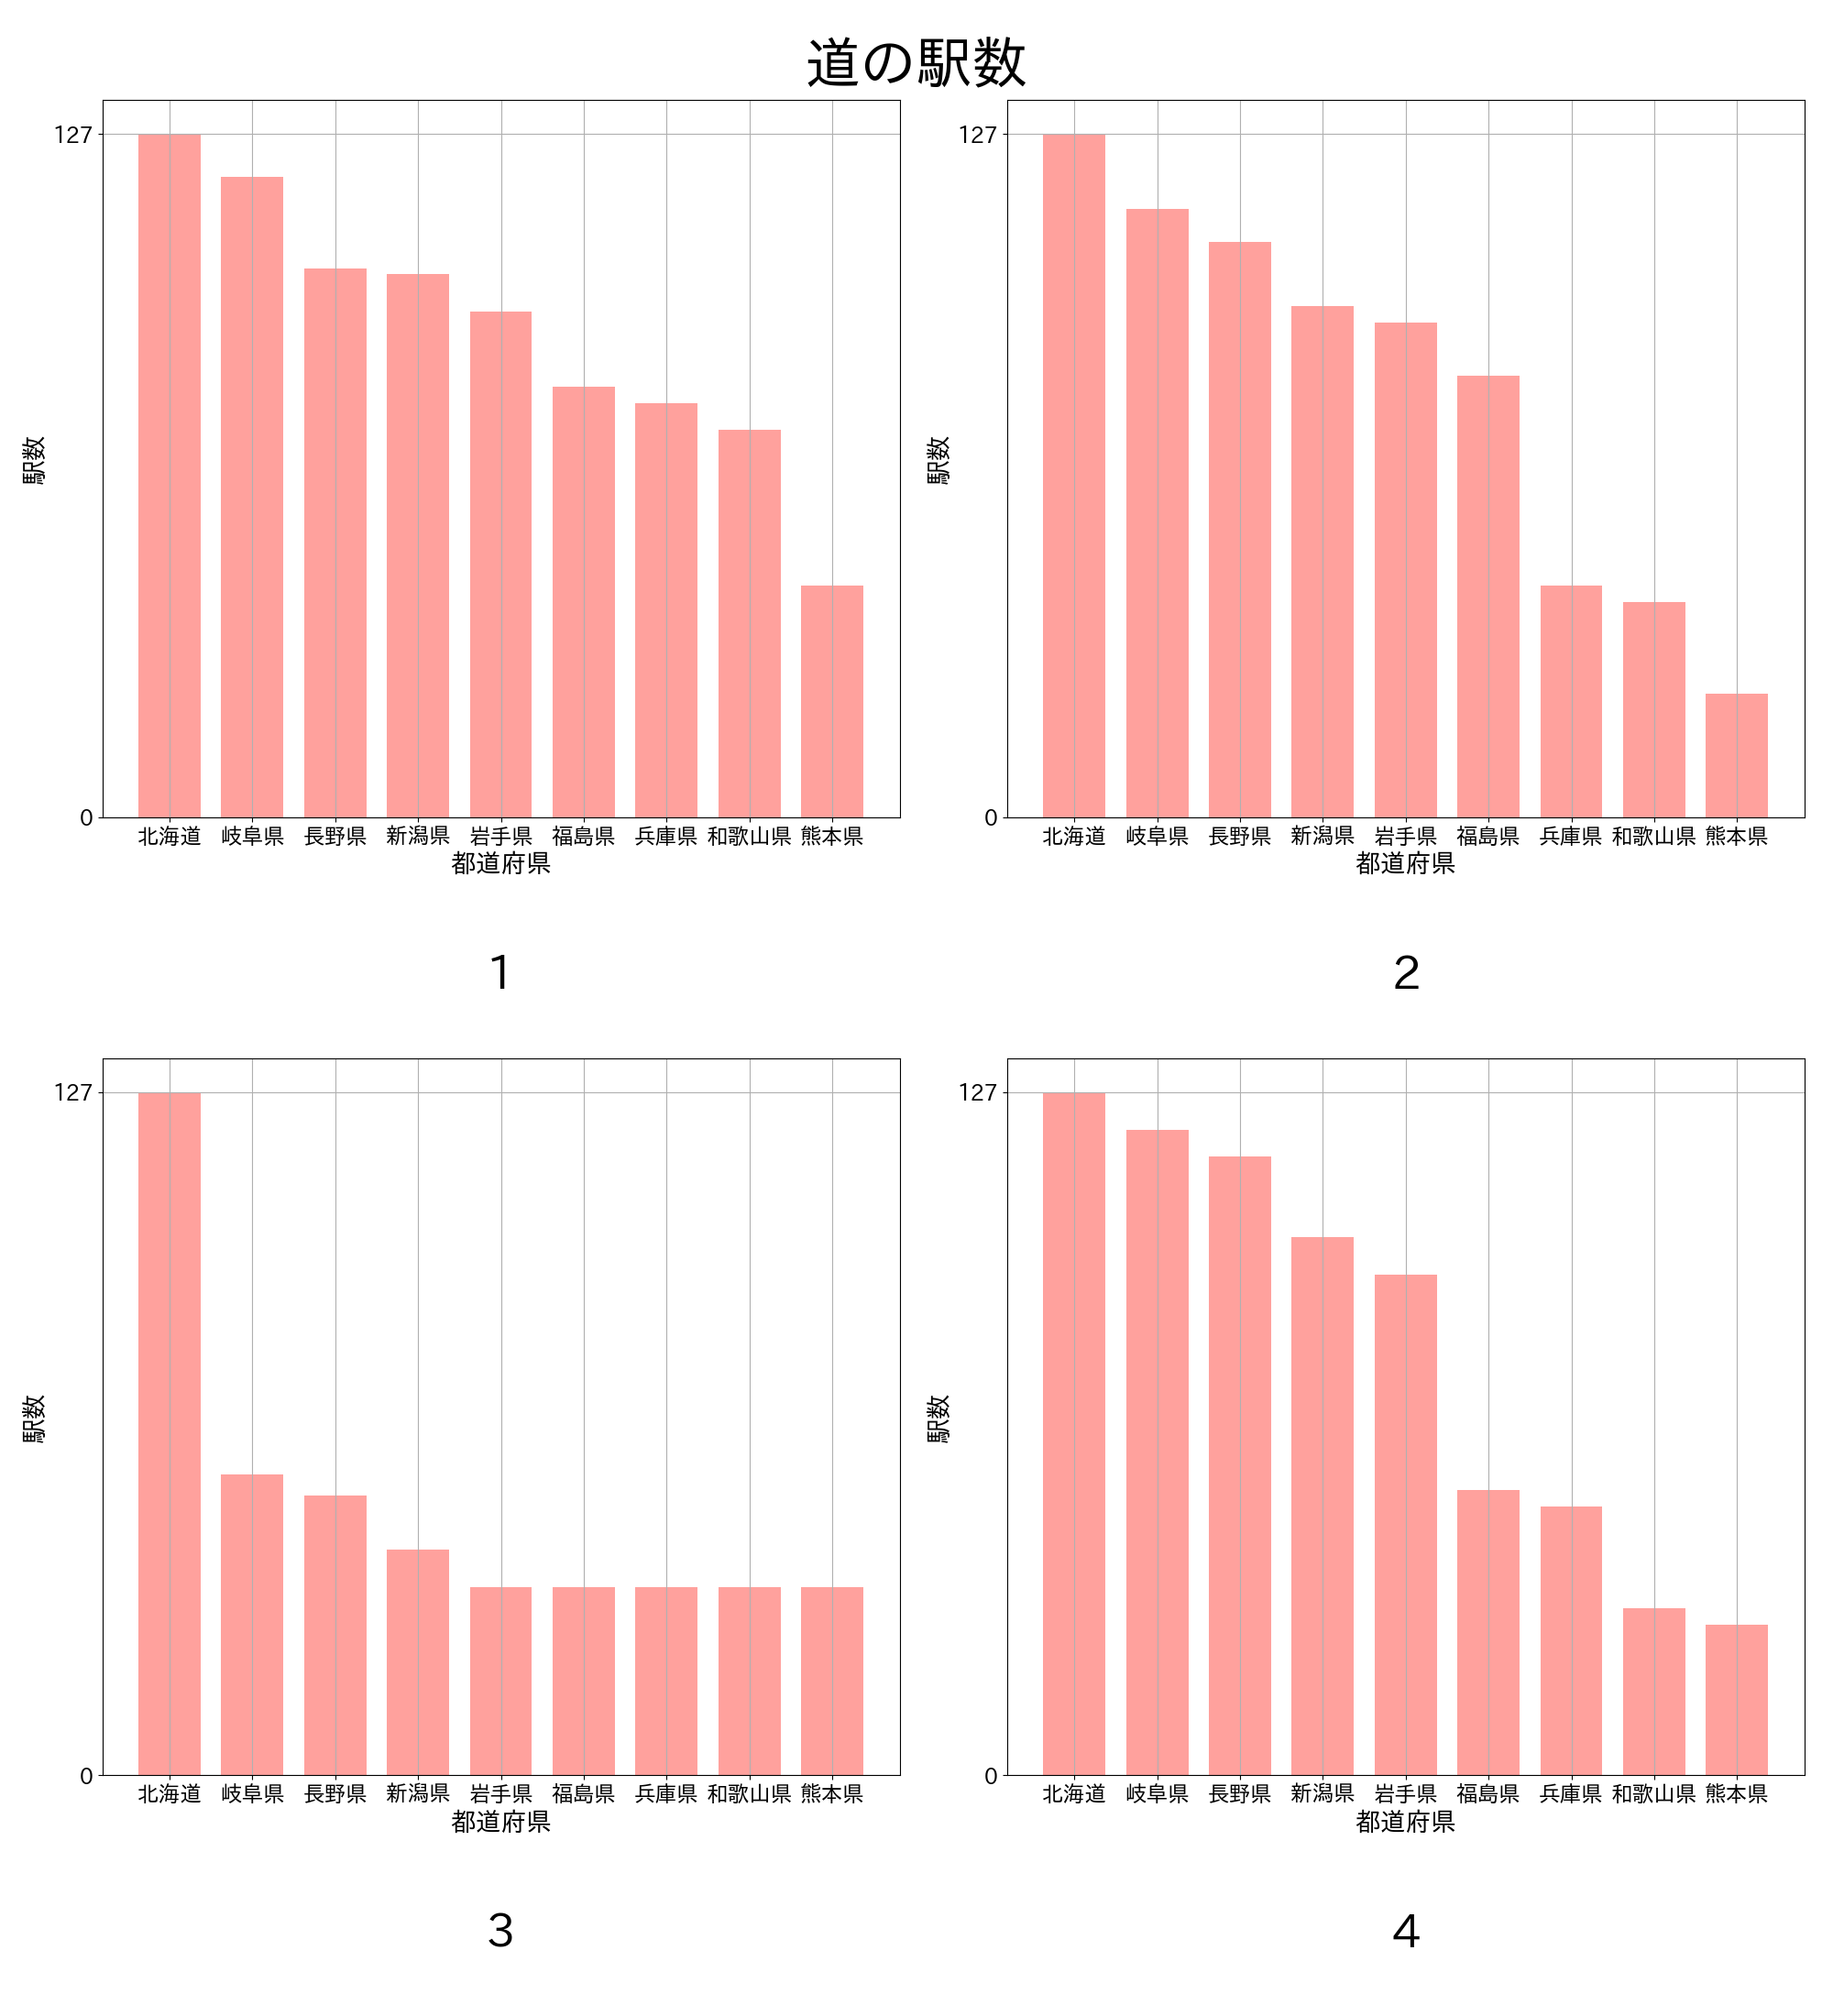 道の駅数
127
0
駅数
北海道 岐阜県 長野県 新潟県 岩手県 福島県 兵庫県 和歌山県 熊本県
都道府県
1
127
0
駅数
北海道 岐阜県 長野県 新潟県 岩手県 福島県 兵庫県 和歌山県 熊本県
都道府県
2
127
0
駅数
北海道 岐阜県 長野県 新潟県 岩手県 福島県 兵庫県 和歌山県 熊本県
都道府県
3
127
0
駅数
北海道 岐阜県 長野県 新潟県 岩手県 福島県 兵庫県 和歌山県 熊本県
都道府県
4